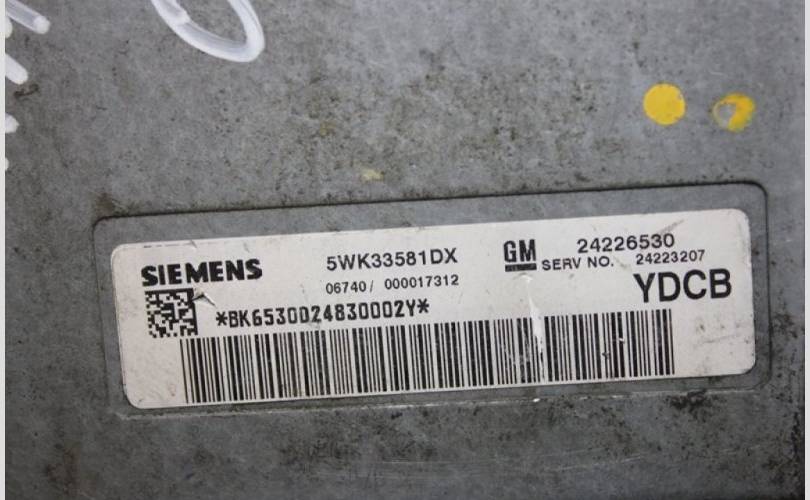 SIEMENS
5WK33581DX
06740/ 000017312
*BK6530024830002Y*
GM 24226530
SERV NO. 24223207
YDCB